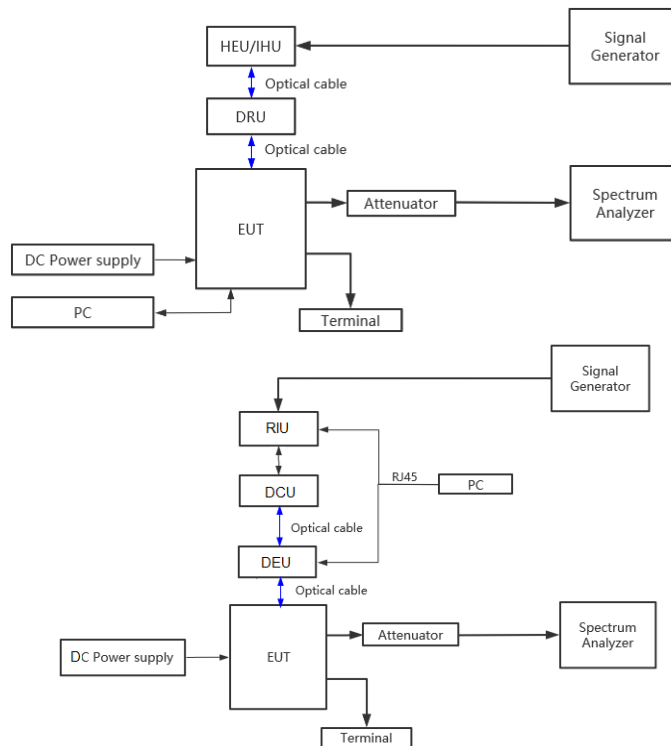 Signal
Generator
HEU/IHU
Optical cable
DRU
Optical cable
EUT
Attenuator
Spectrum
Analyzer
DC Power supply
PC
Terminal
Signal
Generator
RIU
RJ45
PC
DCU
Optical cable
DEU
Optical cable
EUT
Attenuator
Spectrum
Analyzer
DC Power supply
Terminal